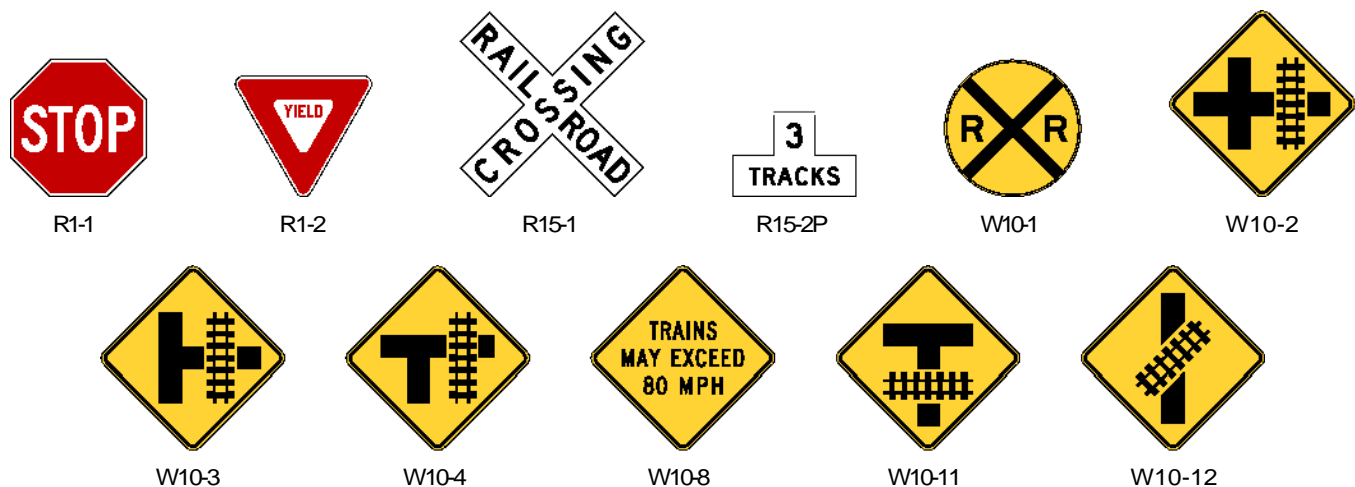 STOP
YIELD
RAILROAD
CROSSING
3
TRACKS
R R
R1-1
R1-2
R15-1
R15-2P
W10-1
W10-2
TRAINS
MAY EXCEED
80 MPH
W10-3
W10-4
W10-8
W10-11
W10-12